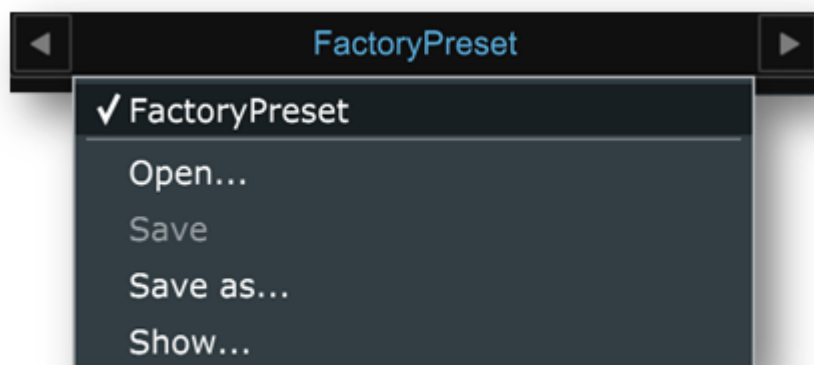 FactoryPreset
FactoryPreset
Open...
Save
Save as...
Show...